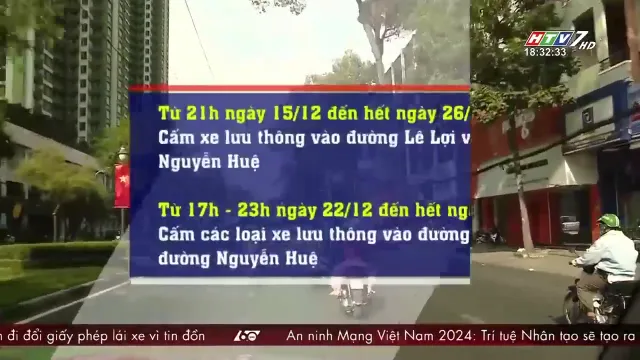 HTV7 HD
18:32:33
Từ 21h ngày 15/12 đến hết ngày 26/
Cấm xe lưu thông vào đường Lê Lợi v
Nguyễn Huệ
Từ 17h - 23h ngày 22/12 đến hết ng
Cấm các loại xe lưu thông vào đường
đường Nguyễn Huệ
n đi đổi giấy phép lái xe vì tin đồn 60 An ninh Mạng Việt Nam 2024: Trí tuệ Nhân tạo sẽ tạo ra